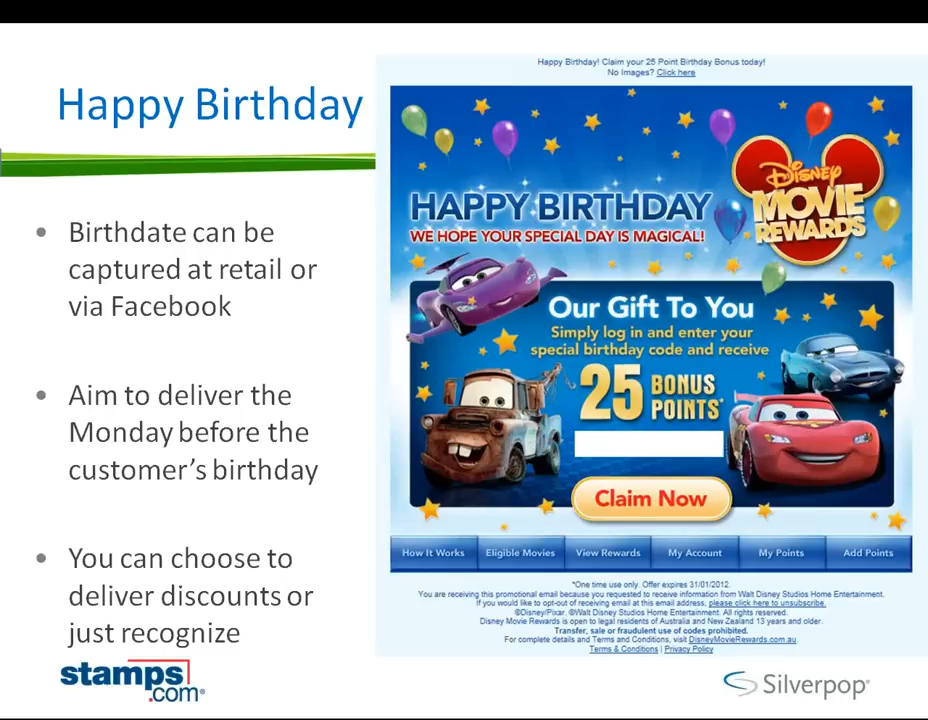 Happy Birthday
• Birthdate can be
captured at retail or
via Facebook
• Aim to deliver the
Monday before the
customer's birthday
• You can choose to
deliver discounts or
just recognize
stamps
.com®
Happy Birthday! Claim your 25 Point Birthday Bonus today!
No Images? Click here
DISNEY
MOVIE
REWARDS
HAPPY BIRTHDAY
WE HOPE YOUR SPECIAL DAY IS MAGICAL!
Our Gift To You
Simply log in and enter your
special birthday code and receive
25 BONUS
POINTS*
Claim Now
How It Works Eligible Movies View Rewards My Account My Points Add Points
*One time use only. Offer expires 31/01/2012.
You are receiving this promotional email because you requested to receive information from Walt Disney Studios Home Entertainment.
If you would like to opt-out of receiving email at this email address, please click here to unsubscribe.
©Disney/Pixar. ©Walt Disney Studios Home Entertainment. All rights reserved.
Disney Movie Rewards is open to legal residents of Australia and New Zealand 13 years and older.
Transfer, sale or fraudulent use of codes prohibited.
For complete details and Terms and Conditions, visit DisneyMovieRewards.com.au.
Terms & Conditions | Privacy Policy
Silverpop®